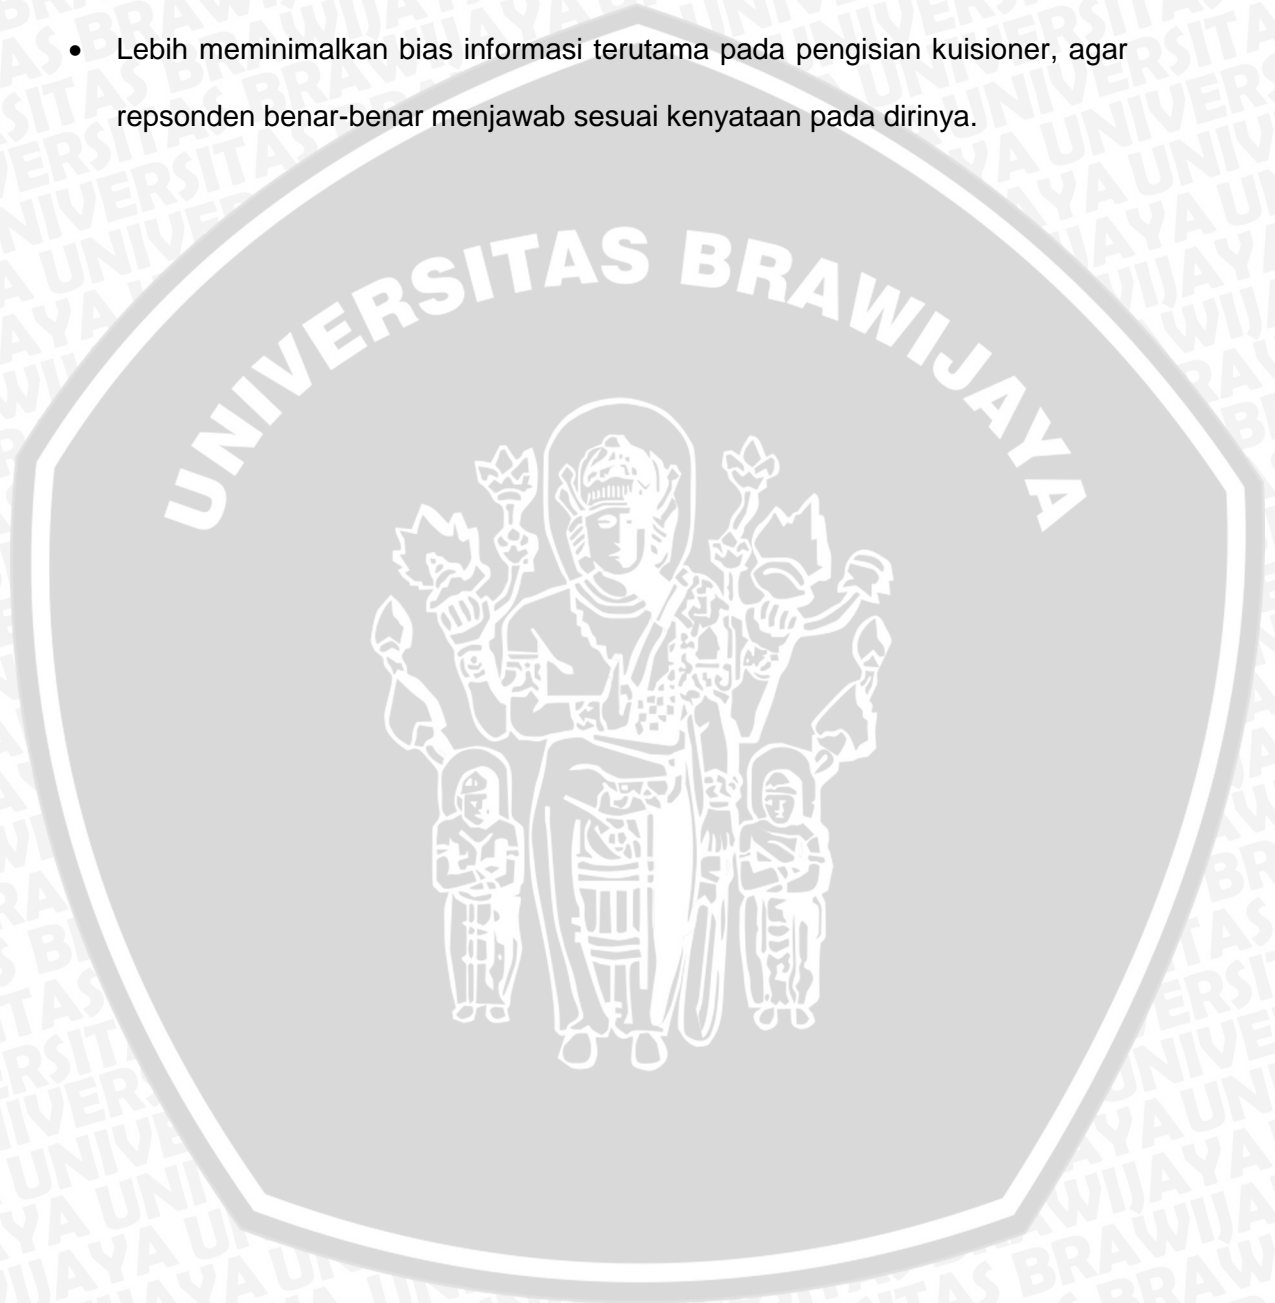 • Lebih meminimalkan bias informasi terutama pada pengisian kuisioner, agar
repsonden benar-benar menjawab sesuai kenyataan pada dirinya.
UNIVERSITAS BRAWIJAYA